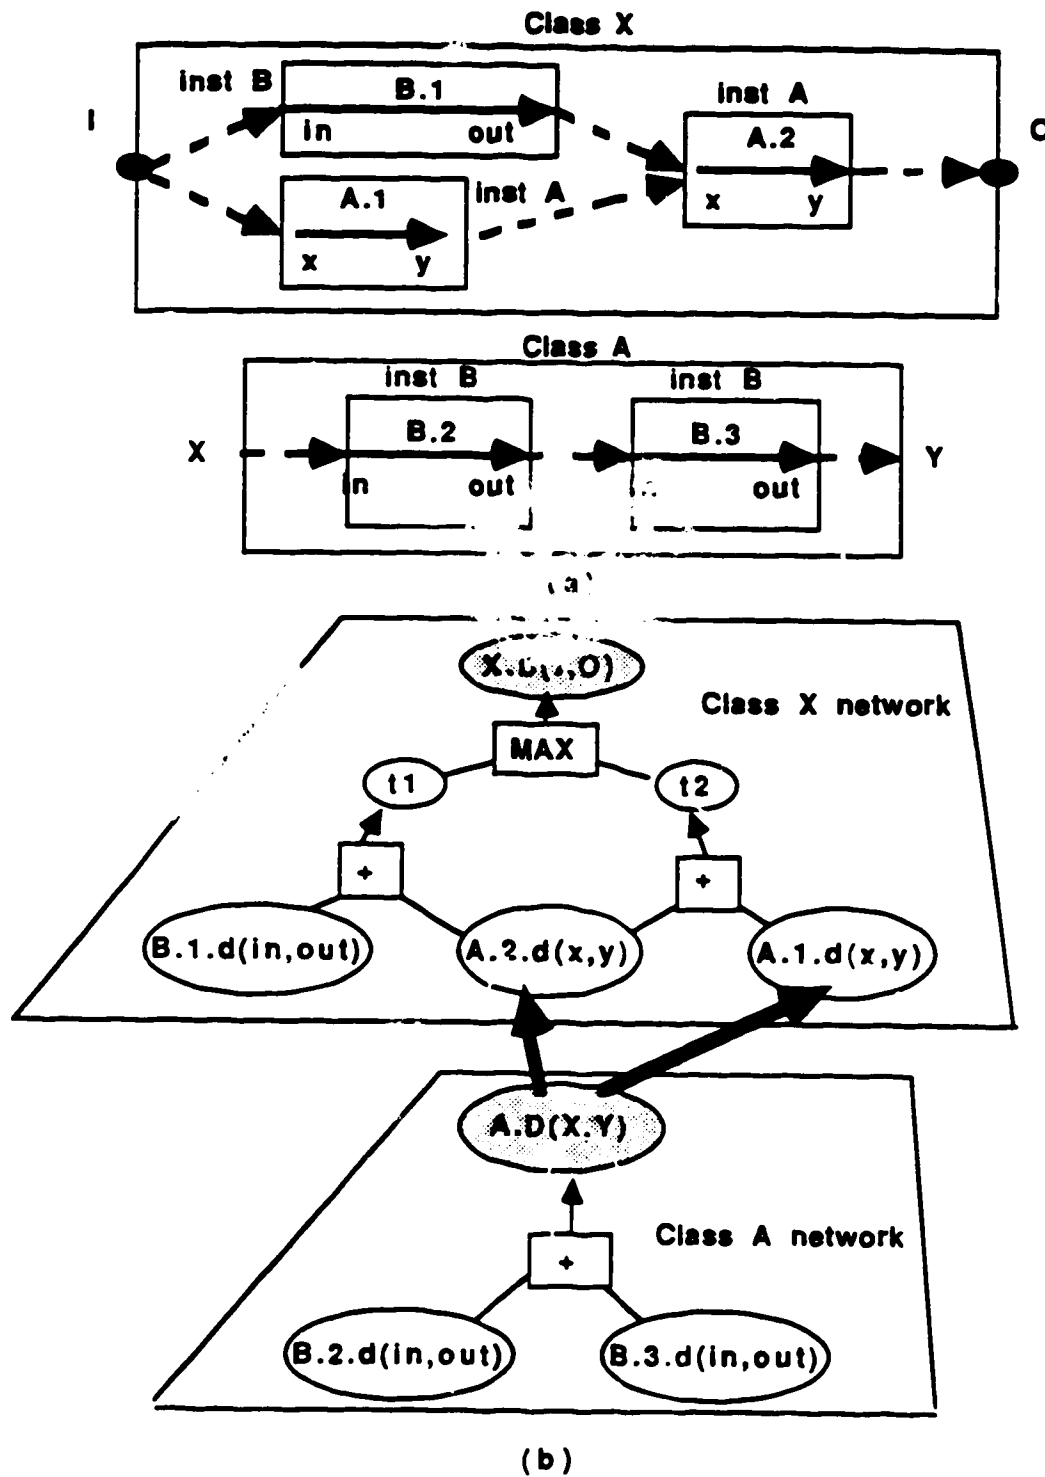 Class X
inst B
B.1
in out
I
inst A
A.2
x y
A.1
inst A
x y
Class A
inst B inst B
B.2 B.3
X Y
in out
out
(a)
Class X network
MAX
t1 t2
+ +
B.1.d(in,out) A.2.d(x,y) A.1.d(x,y)
A.D(X.Y)
Class A network
+
B.2.d(in,out) B.3.d(in,out)
(b)